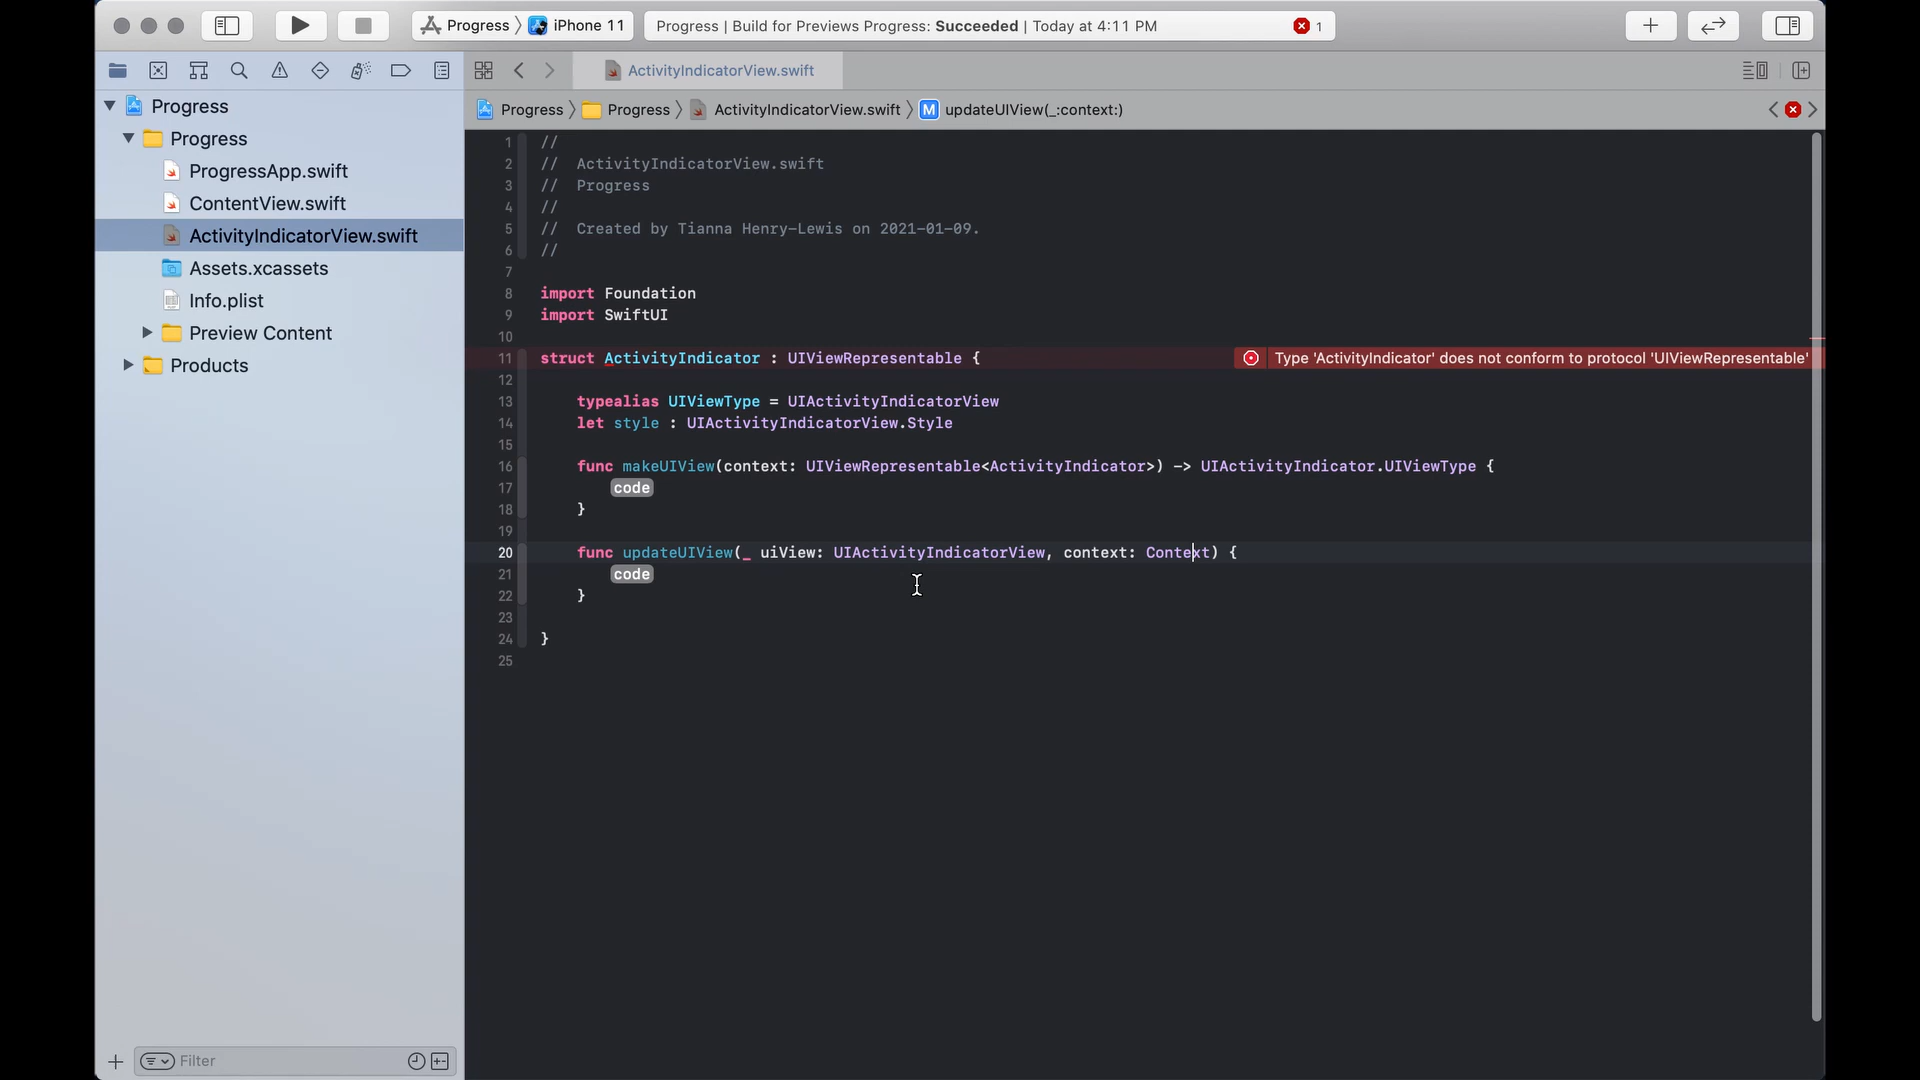 Progress
iPhone 11
Progress | Build for Previews Progress: Succeeded | Today at 4:11 PM
1
ActivityIndicatorView.swift
Progress
Progress
ProgressApp.swift
ContentView.swift
ActivityIndicatorView.swift
Assets.xcassets
Info.plist
Preview Content
Products
Filter
Progress
Progress
ActivityIndicatorView.swift
M
updateUIView(_:context:)
1 //
2 // ActivityIndicatorView.swift
3 // Progress
4 //
5 // Created by Tianna Henry-Lewis on 2021-01-09.
6 //
7
8 import Foundation
9 import SwiftUI
10
11 struct ActivityIndicator : UIViewRepresentable {
Type 'ActivityIndicator' does not conform to protocol 'UIViewRepresentable'
12
13 typealias UIViewType = UIActivityIndicatorView
14 let style : UIActivityIndicatorView.Style
15
16 func makeUIView(context: UIViewRepresentable<ActivityIndicator>) -> UIActivityIndicator.UIViewType {
17 code
18 }
19
20 func updateUIView(_ uiView: UIActivityIndicatorView, context: Context) {
21 code
22 }
23
24 }
25